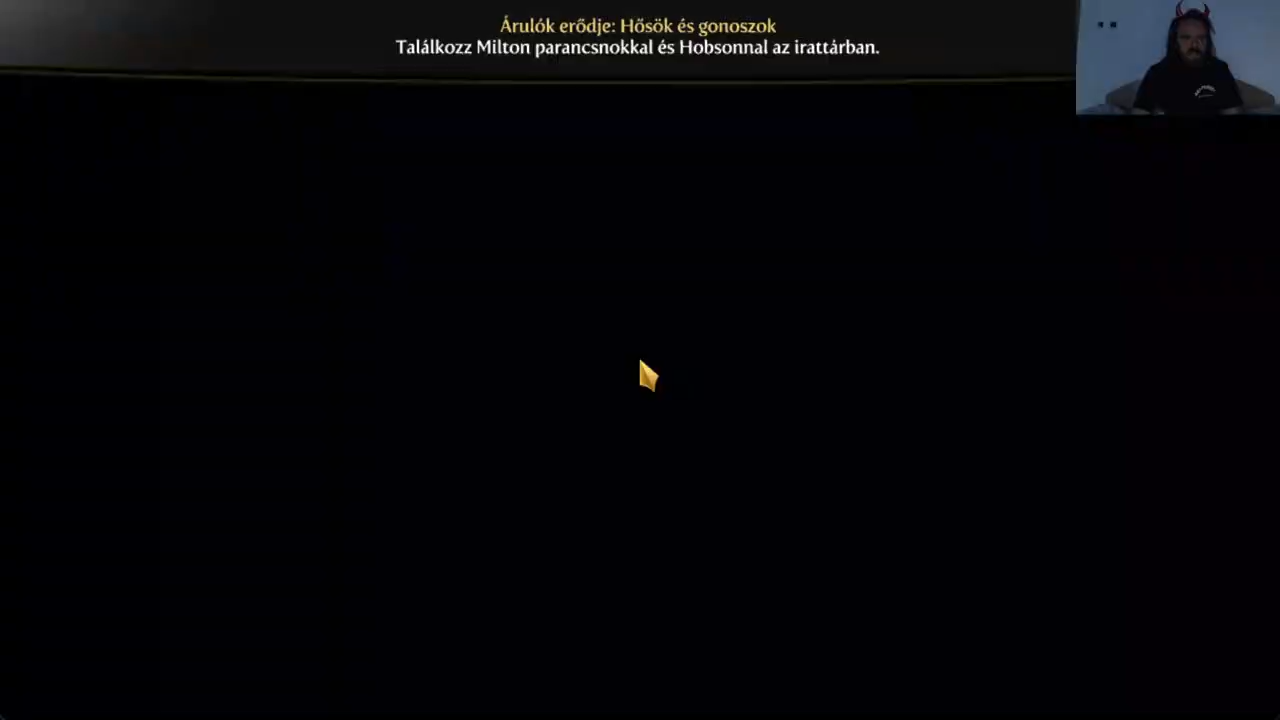 Árulók erődje: Hősök és gonoszok
Találkozz Milton parancsnokkal és Hobsonnal az irattárban.